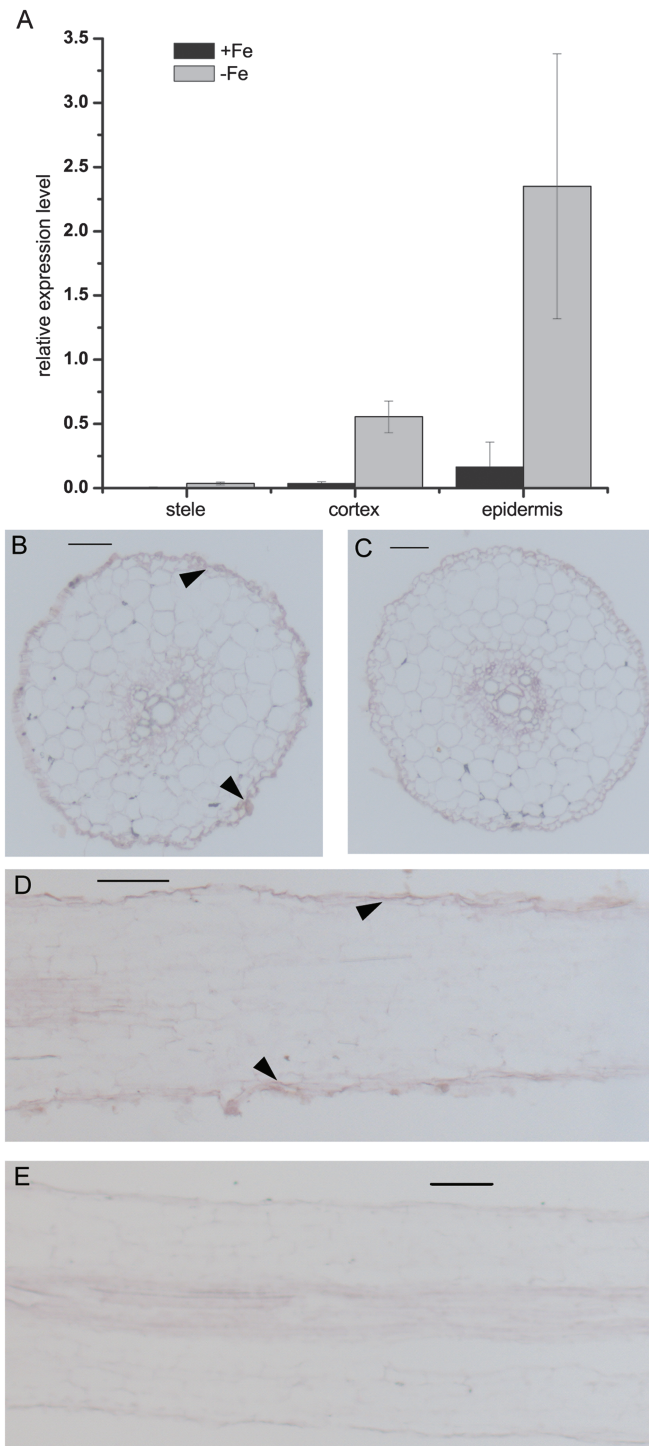 A
3.5
3.0
2.5
2.0
1.5
1.0
0.5
0.0
relative expression level
+Fe
-Fe
stele
cortex
epidermis
B
C
D
E